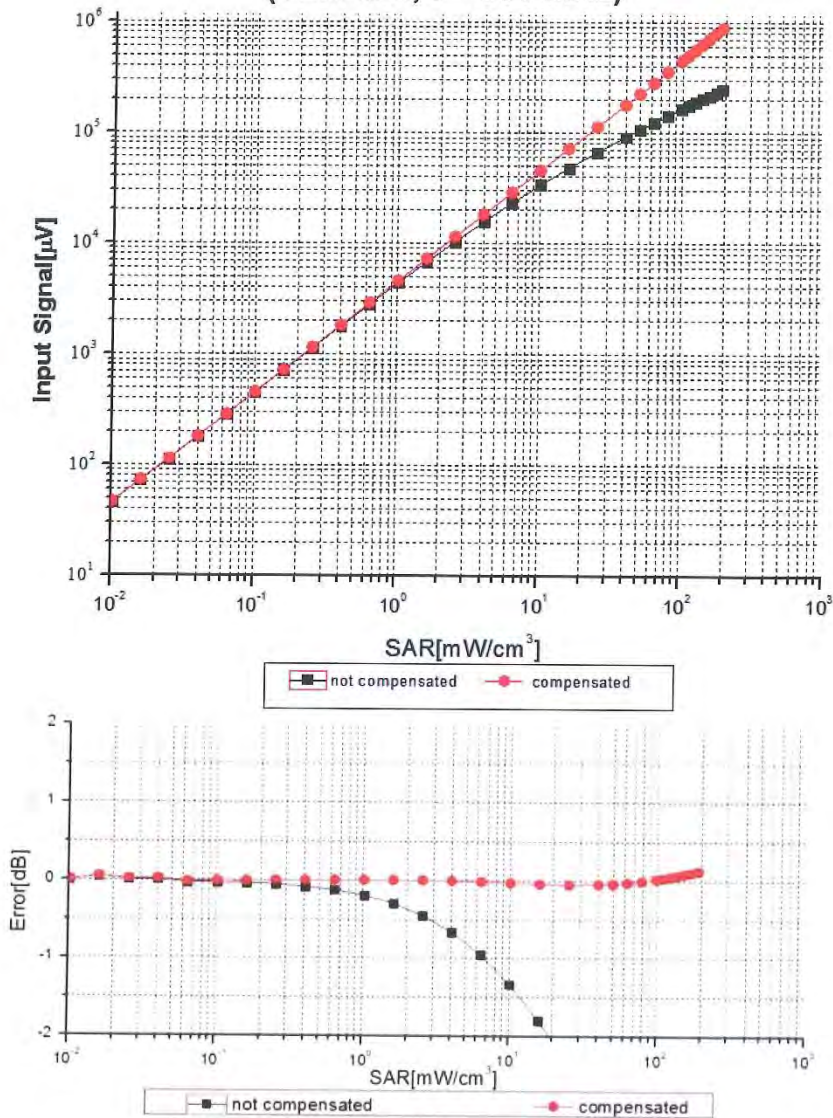 10⁶
10⁵
10⁴
10³
10²
10¹
Input Signal[µV]
10⁻² 10⁻¹ 10⁰ 10¹ 10² 10³
SAR[mW/cm³]
not compensated compensated
2
1
0
-1
-2
Error[dB]
10⁻² 10⁻¹ 10⁰ 10¹ 10² 10³
SAR[mW/cm³]
not compensated compensated